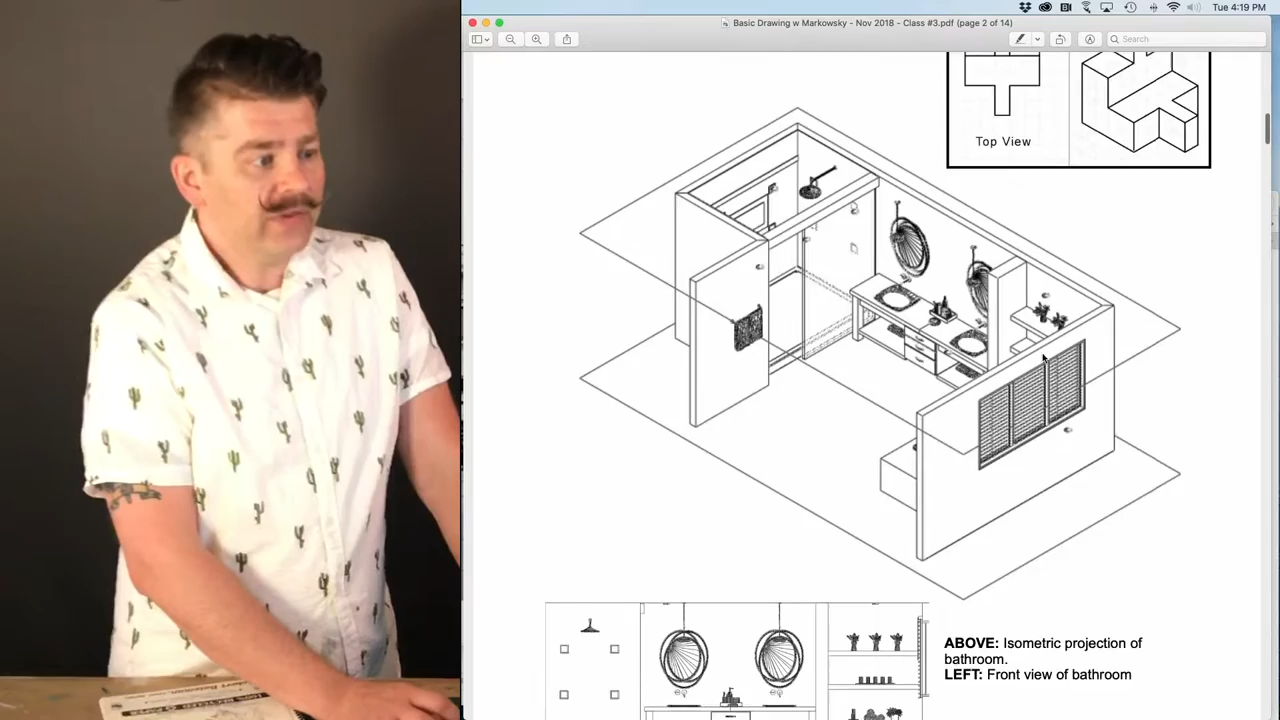 Tue 4:19 PM
Basic Drawing w Markowsky - Nov 2018 - Class #3.pdf (page 2 of 14)
Search
Top View
ABOVE: Isometric projection of
bathroom.
LEFT: Front view of bathroom